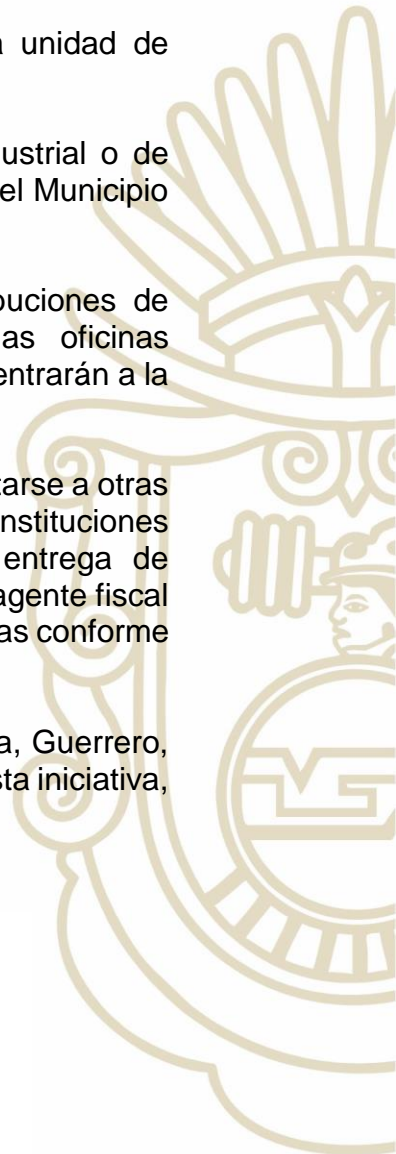 unidad de
ustrial o de
el Municipio
uciones de
as oficinas
entrarán a la
arse a otras
nstituciones
entrega de
agente fiscal
as conforme
a, Guerrero,
sta iniciativa,